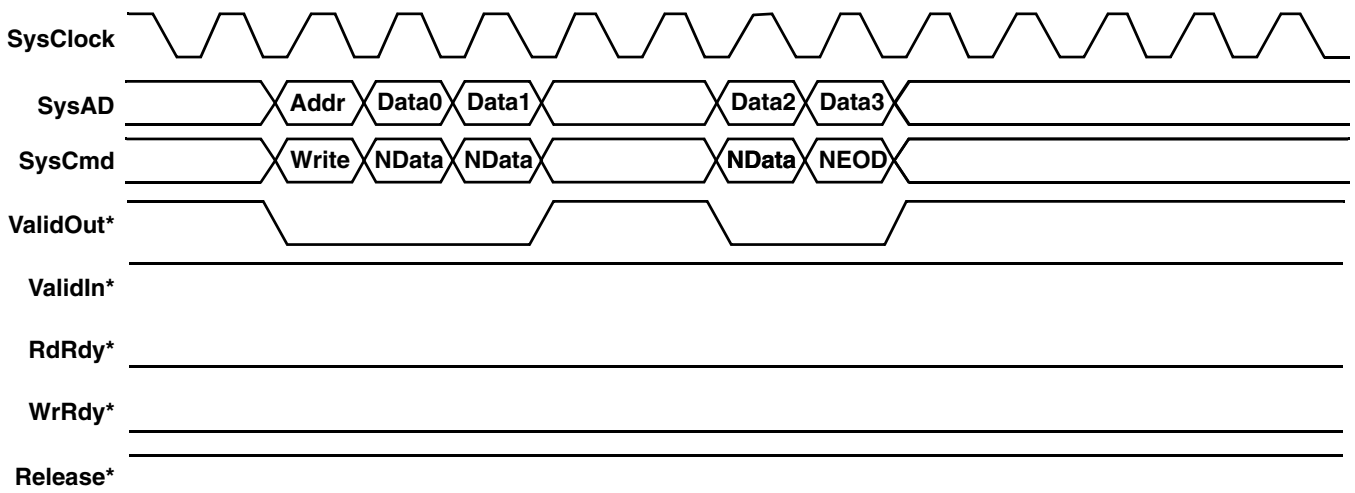 SysClock
SysAD Addr Data0 Data1 Data2 Data3
SysCmd Write NData NData NData NEOD
ValidOut*
ValidIn*
RdRdy*
WrRdy*
Release*